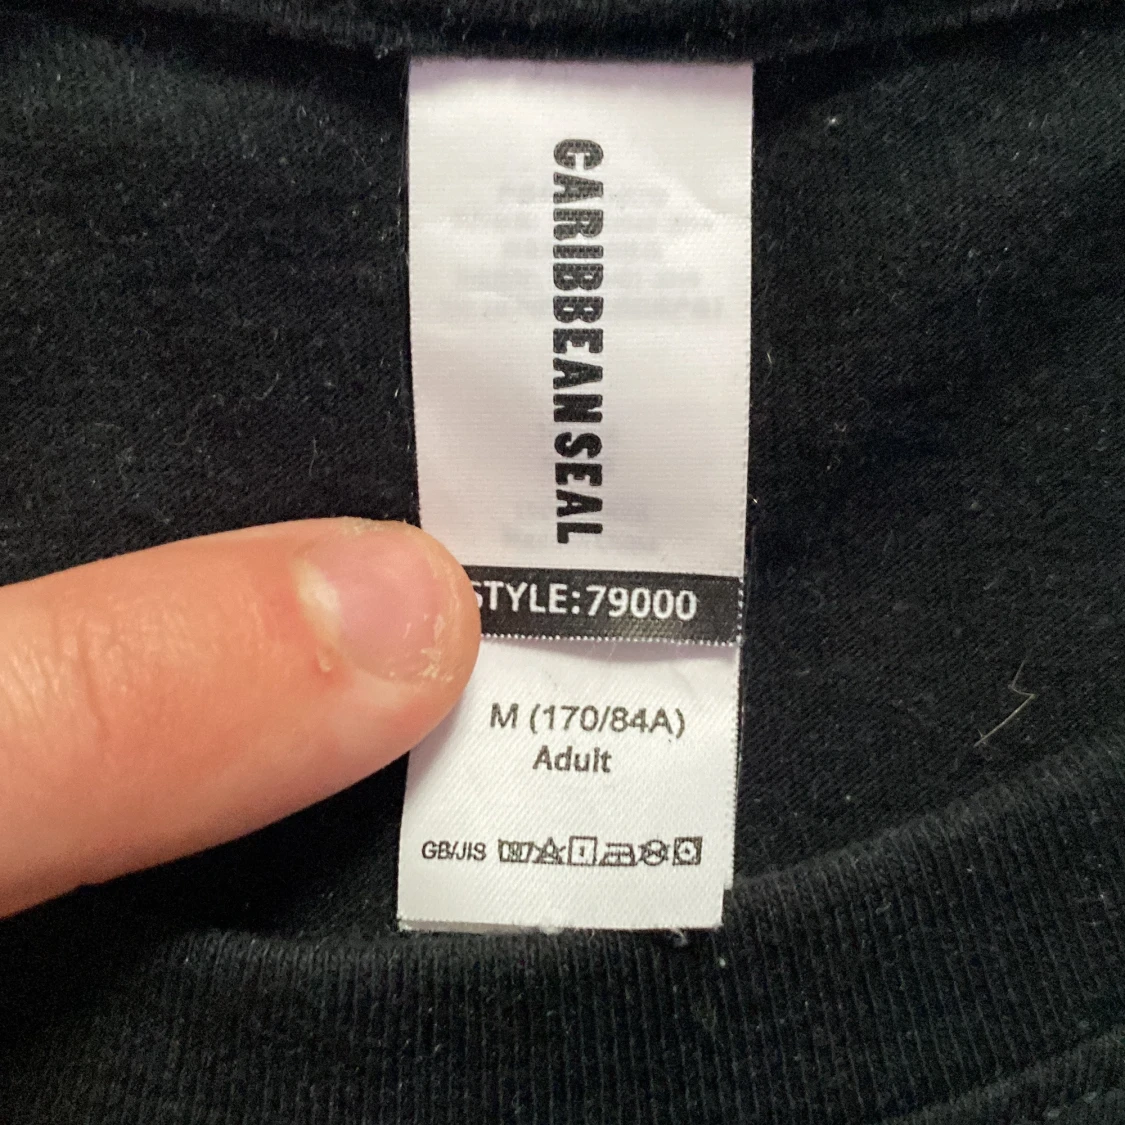 CARIBBEAN SEAL
STYLE:79000
M (170/84A)
Adult
GB/JIS